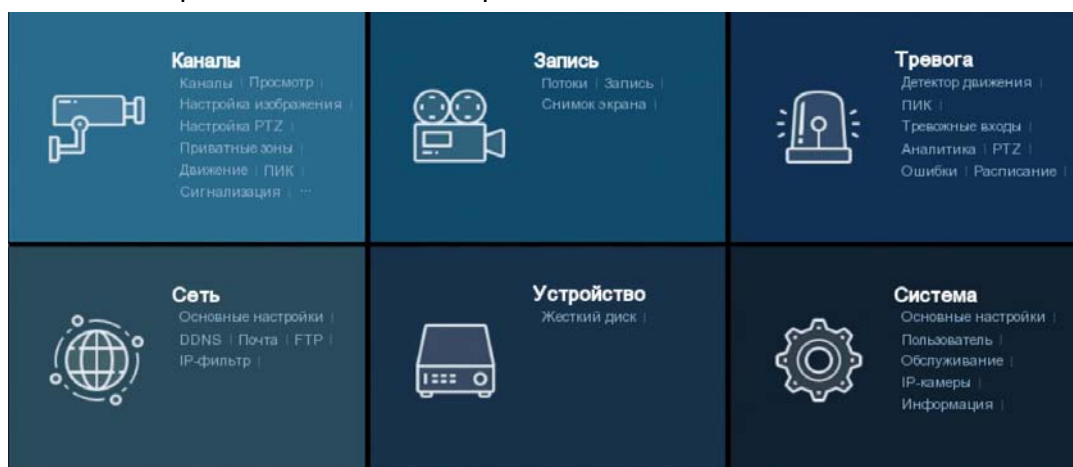 Каналы
Каналы | Просмотр |
Настройка изображения |
Настройка PTZ |
Приватные зоны |
Движение | ПИК |
Сигнализация | ...
Запись
Потоки | Запись |
Снимок экрана |
Тревога
Детектор движения |
ПИК |
Тревожные входы |
Аналитика | PTZ |
Ошибки | Расписание |
Сеть
Основные настройки |
DDNS | Почта | FTP |
IP-фильтр |
Устройство
Жесткий диск |
Система
Основные настройки |
Пользователь |
Обслуживание |
IP-камеры |
Информация |